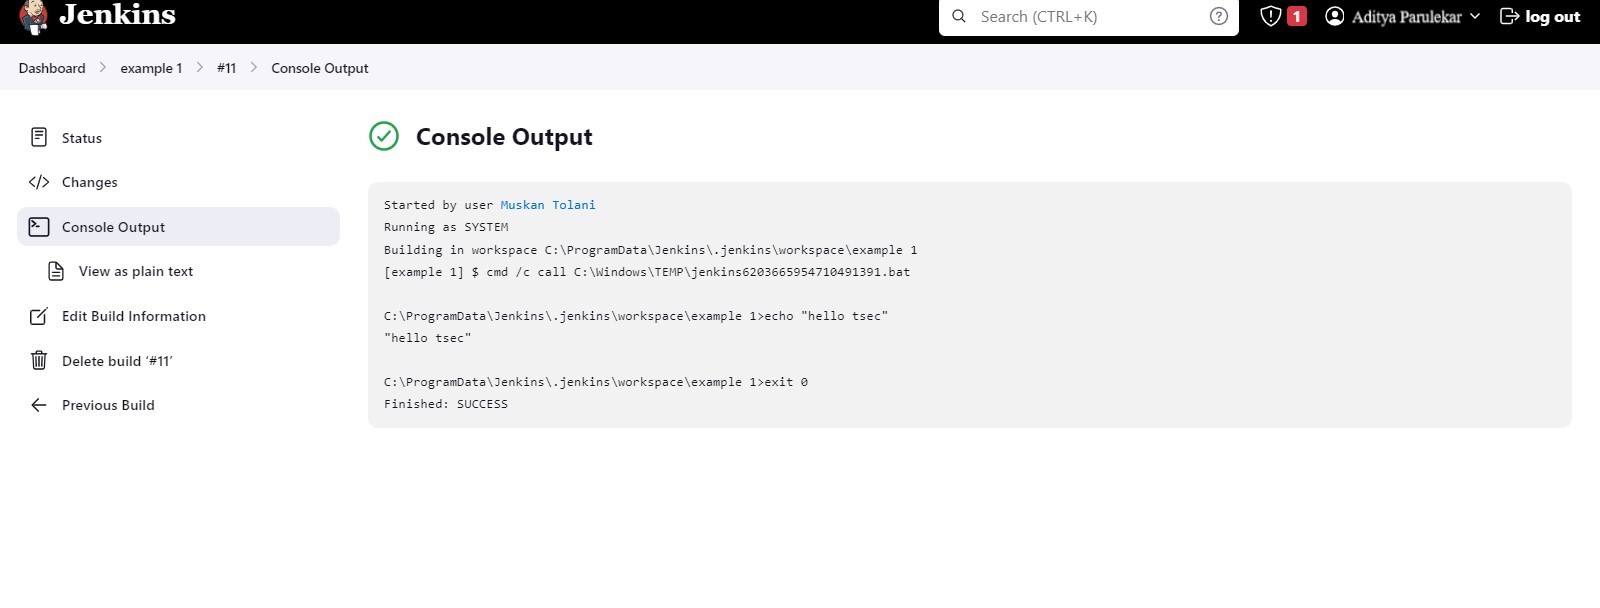 Jenkins
Search (CTRL+K)
1
Aditya Parulekar
log out
Dashboard > example 1 > #11 > Console Output
Status
Changes
Console Output
View as plain text
Edit Build Information
Delete build ‘#11’
Previous Build
Console Output
Started by user Muskan Tolani
Running as SYSTEM
Building in workspace C:\ProgramData\Jenkins\.jenkins\workspace\example 1
[example 1] $ cmd /c call C:\Windows\TEMP\jenkins6203665954710491391.bat
C:\ProgramData\Jenkins\.jenkins\workspace\example 1>echo "hello tsec"
"hello tsec"
C:\ProgramData\Jenkins\.jenkins\workspace\example 1>exit 0
Finished: SUCCESS